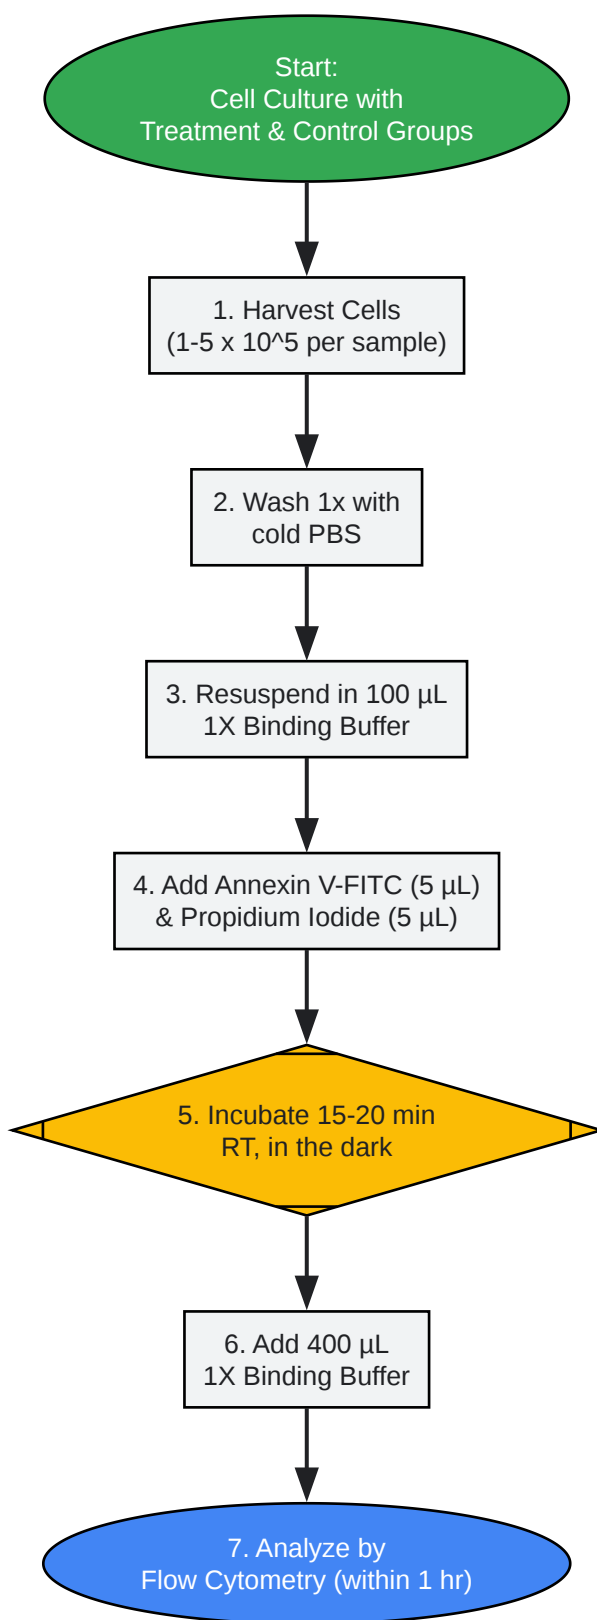 Start:
Cell Culture with
Treatment & Control Groups
1. Harvest Cells
(1-5 x 10^5 per sample)
2. Wash 1x with
cold PBS
3. Resuspend in 100 µL
1X Binding Buffer
4. Add Annexin V-FITC (5 µL)
& Propidium Iodide (5 µL)
5. Incubate 15-20 min
RT, in the dark
6. Add 400 µL
1X Binding Buffer
7. Analyze by
Flow Cytometry (within 1 hr)